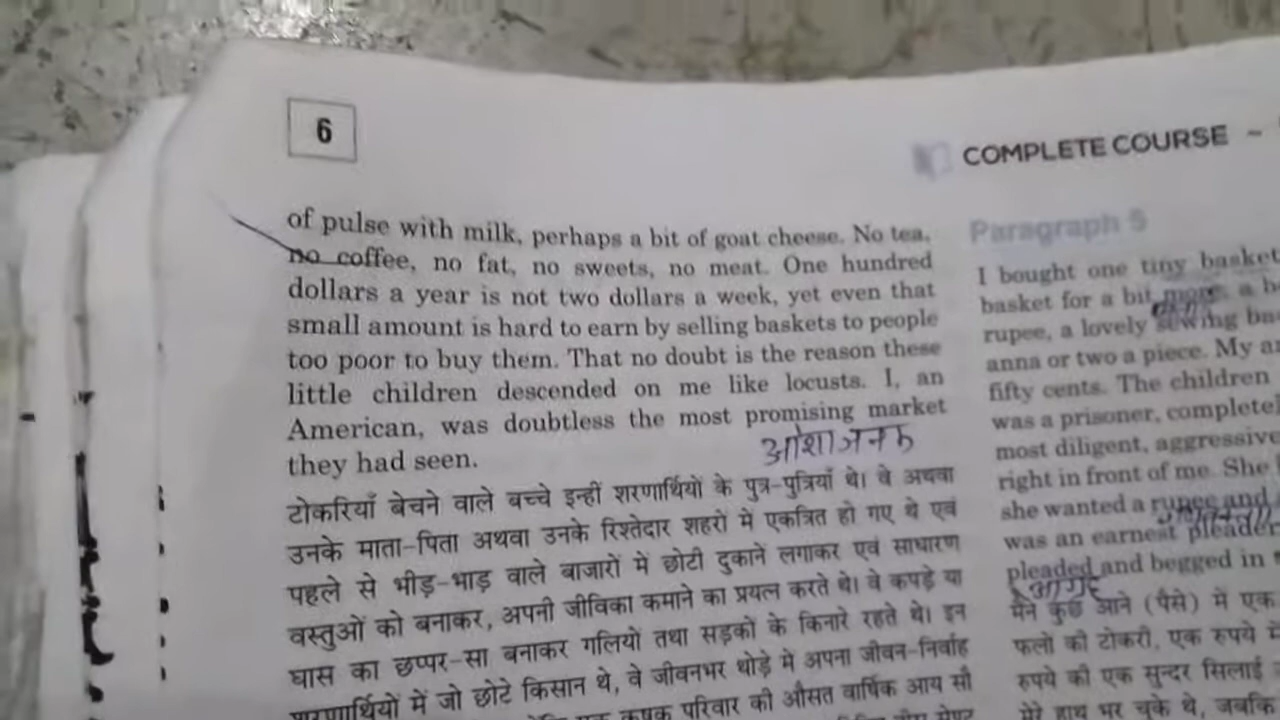 6
COMPLETE COURSE ~
of pulse with milk, perhaps a bit of goat cheese. No tea,
no coffee, no fat, no sweets, no meat. One hundred
dollars a year is not two dollars a week, yet even that
small amount is hard to earn by selling baskets to people
too poor to buy them. That no doubt is the reason these
little children descended on me like locusts. I, an
American, was doubtless the most promising market
आशाजनक
they had seen.
टोकरियाँ बेचने वाले बच्चे इन्हीं शरणार्थियों के पुत्र-पुत्रियाँ थे। वे अथवा
उनके माता-पिता अथवा उनके रिश्तेदार शहरों में एकत्रित हो गए थे एवं
पहले से भीड़-भाड़ वाले बाजारों में छोटी दुकानें लगाकर एवं साधारण
वस्तुओं को बनाकर, अपनी जीविका कमाने का प्रयत्न करते थे। वे कपड़े या
घास का छप्पर-सा बनाकर गलियों तथा सड़कों के किनारे रहते थे। इन
शरणार्थियों में जो छोटे किसान थे, वे जीवनभर थोड़े में अपना जीवन-निर्वाह
कृषक परिवार की औसत वार्षिक आय सौ
Paragraph 5
I bought one tiny basket
basket for a bit more, a
rupee, a lovely sewing
anna or two a piece. My
fifty cents. The children
was a prisoner,
most diligent, aggressive
right in front of me. She
she wanted a rupee and
was an earnest pleader
pleaded and begged in
मैंने कुछ आने (पैसे) में एक
फलों की टोकरी, एक रुपये में
रुपये की एक सुन्दर सिलाई
मेरे हाथ भर चुके थे, जबकि